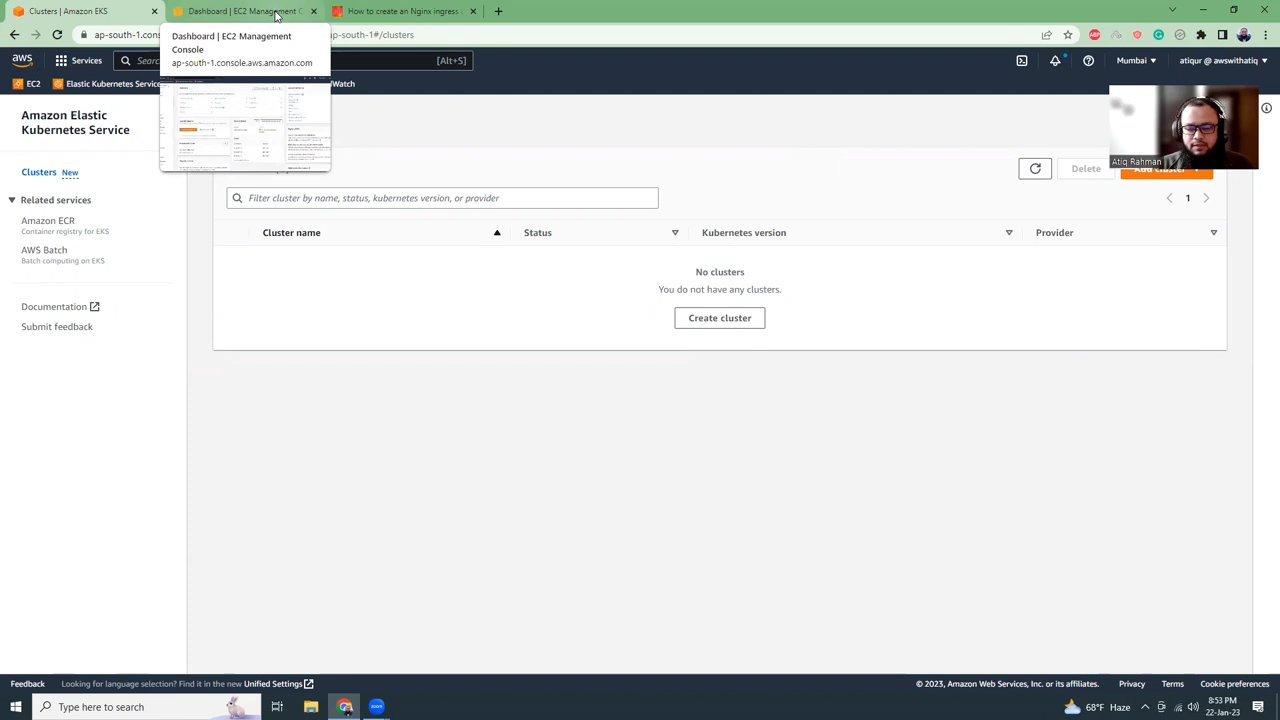 Clusters | Amazon EKS
Dashboard | EC2 Management C
How to create an Nginx ingress
ap-south-1.cons
ap-south-1#/clusters
Dashboard | EC2 Management
Console
ap-south-1.console.aws.amazon.com
aws
Services
Search
[Alt+S]
EC2
Elastic Kubernetes Service
Watch
Elastic
Kubernetes Service
Clusters New
Related services
Amazon ECR
Container registry for EKS
AWS Batch
Batch computing on EKS
Documentation
Submit feedback
Delete
Add cluster
Filter cluster by name, status, kubernetes version, or provider
1
Cluster name
Status
Kubernetes version
Provider
No clusters
You do not have any clusters.
Create cluster
Feedback
Looking for language selection? Find it in the new Unified Settings
© 2023, Amazon Web Services, Inc. or its affiliates.
Privacy
Terms
Cookie preferences
Type here to search
zoom
68°F Haze
8:53 PM
22-Jan-23